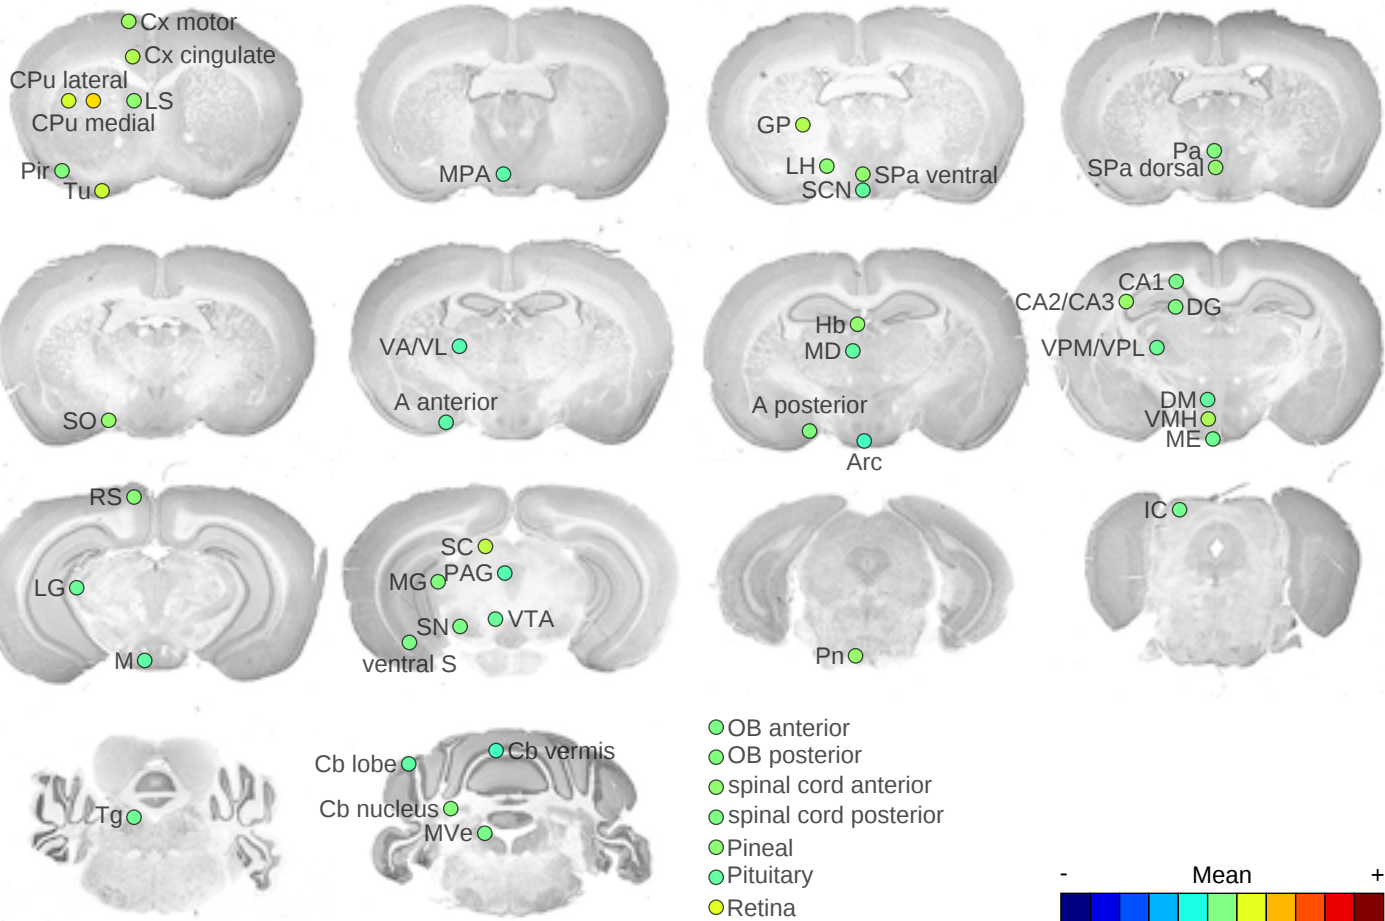 Cx motor
Cx cingulate
CPu lateral
LS
CPu medial
Pir
Tu
MPA
GP
LH
SPa ventral
SCN
Pa
SPa dorsal
SO
VA/VL
A anterior
Hb
MD
A posterior
Arc
CA1
CA2/CA3
DG
VPM/VPL
DM
VMH
ME
RS
LG
M
SC
PAG
MG
SN
VTA
ventral S
Pn
IC
Tg
Cb vermis
Cb lobe
Cb nucleus
MVe
OB anterior
OB posterior
spinal cord anterior
spinal cord posterior
Pineal
Pituitary
Retina
- Mean +